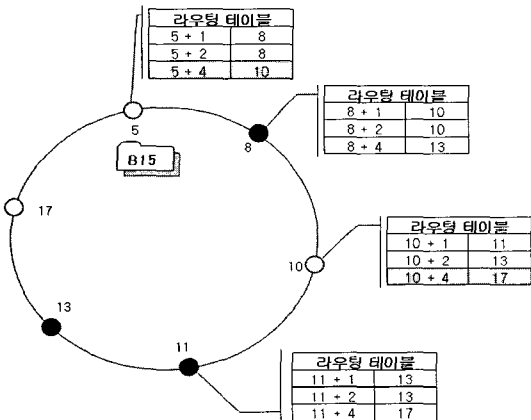 라우팅 테이블
5 + 1 8
5 + 2 8
5 + 4 10
5
라우팅 테이블
8 + 1 10
8 + 2 10
8 + 4 13
8
B15
17
라우팅 테이블
10 + 1 11
10 + 2 13
10 + 4 17
10
13
11
라우팅 테이블
11 + 1 13
11 + 2 13
11 + 4 17